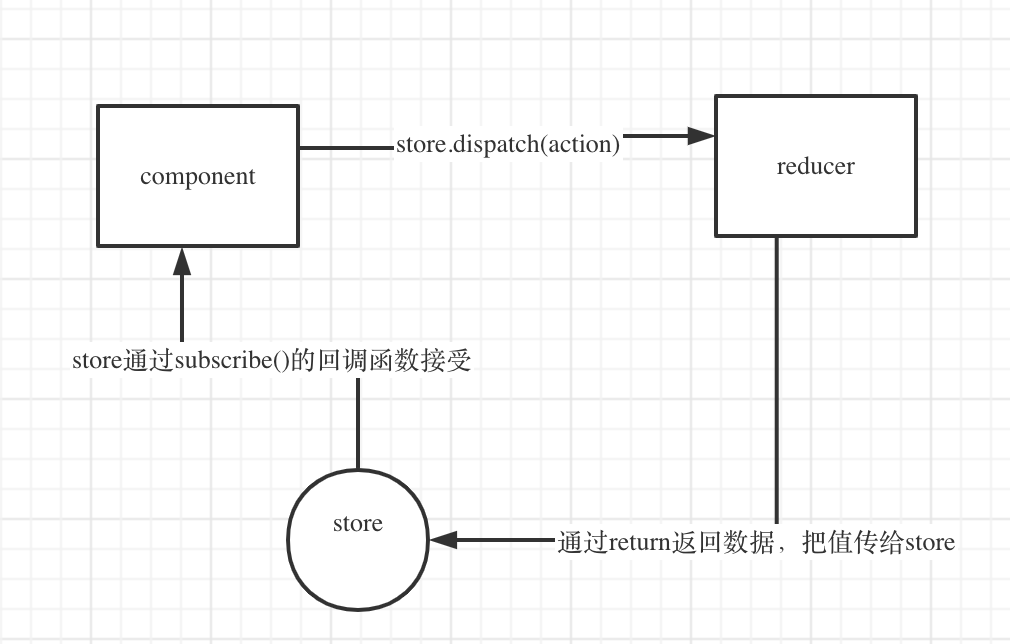 store.dispatch(action)
component
reducer
store通过subscribe()的回调函数接受
store
通过return返回数据，把值传给store